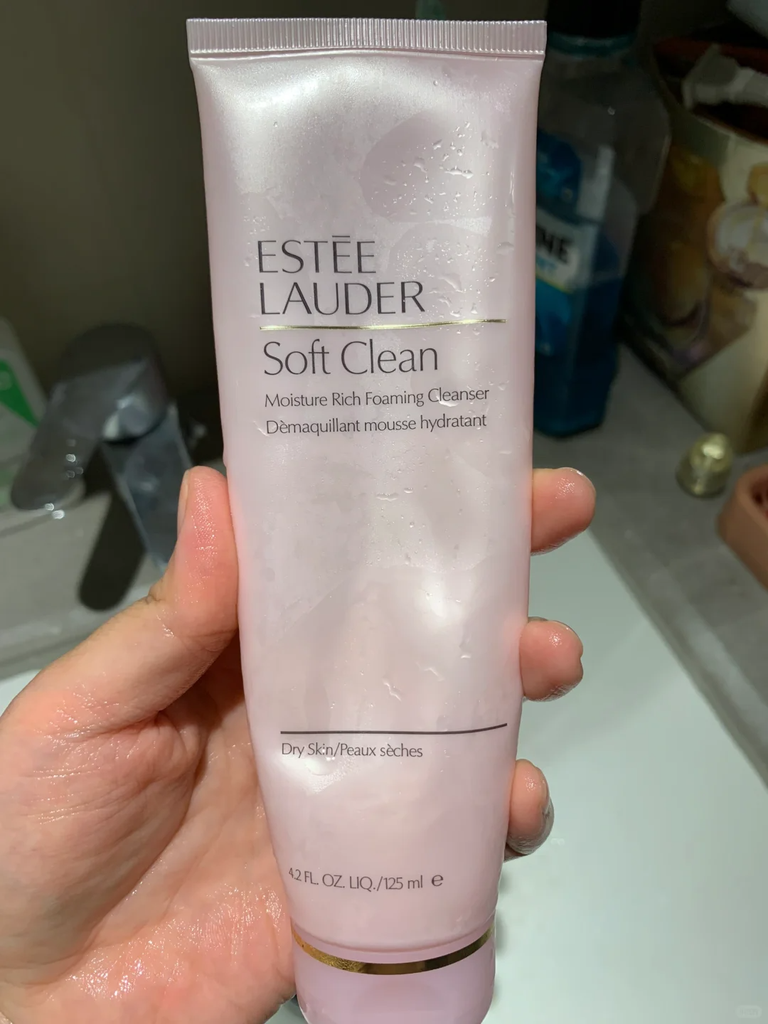 ESTĒE
LAUDER
Soft Clean
Moisture Rich Foaming Cleanser
Dèmaquillant mousse hydratant
Dry Skin/Peaux sèches
4.2 FL. OZ. LIQ./125 ml e